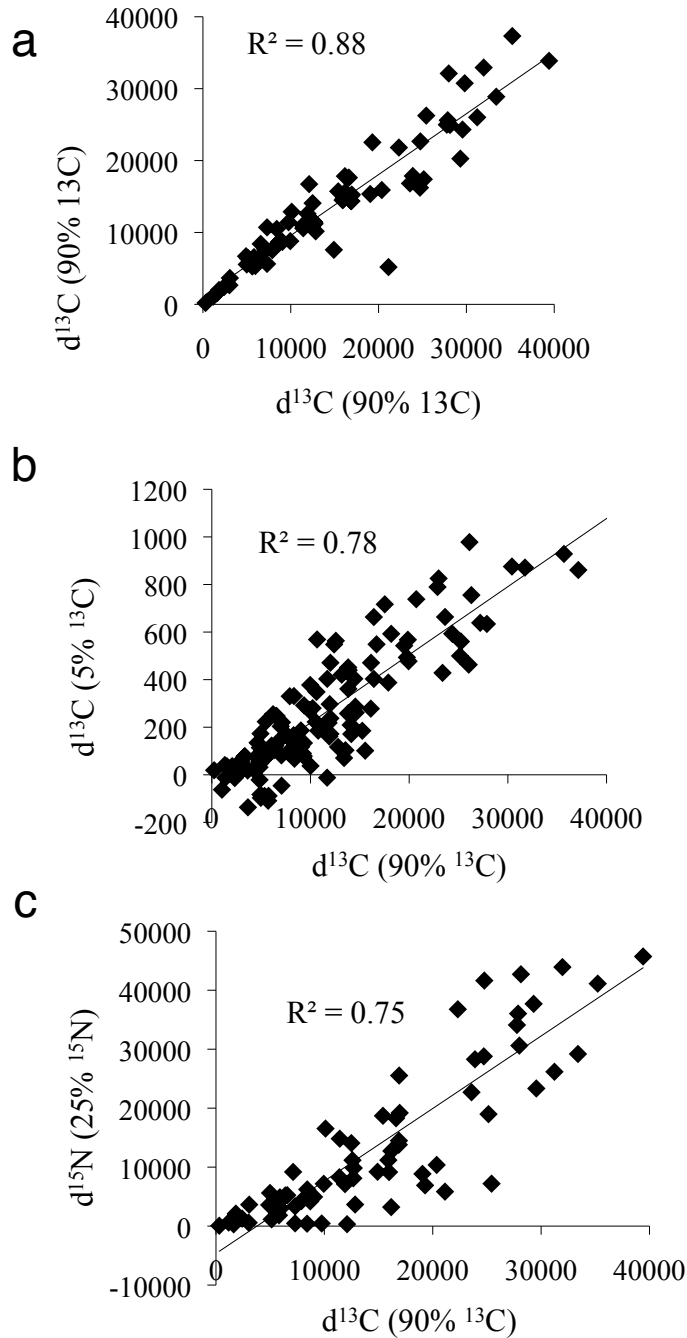 a
R² = 0.88
d¹³C (90% 13C)
40000
30000
20000
10000
0
0 10000 20000 30000 40000
d¹³C (90% 13C)
b
R² = 0.78
d¹³C (5% ¹³C)
1200
1000
800
600
400
200
0
-200
0 10000 20000 30000 40000
d¹³C (90% ¹³C)
c
R² = 0.75
d¹⁵N (25% ¹⁵N)
50000
40000
30000
20000
10000
0
-10000
0 10000 20000 30000 40000
d¹³C (90% ¹³C)